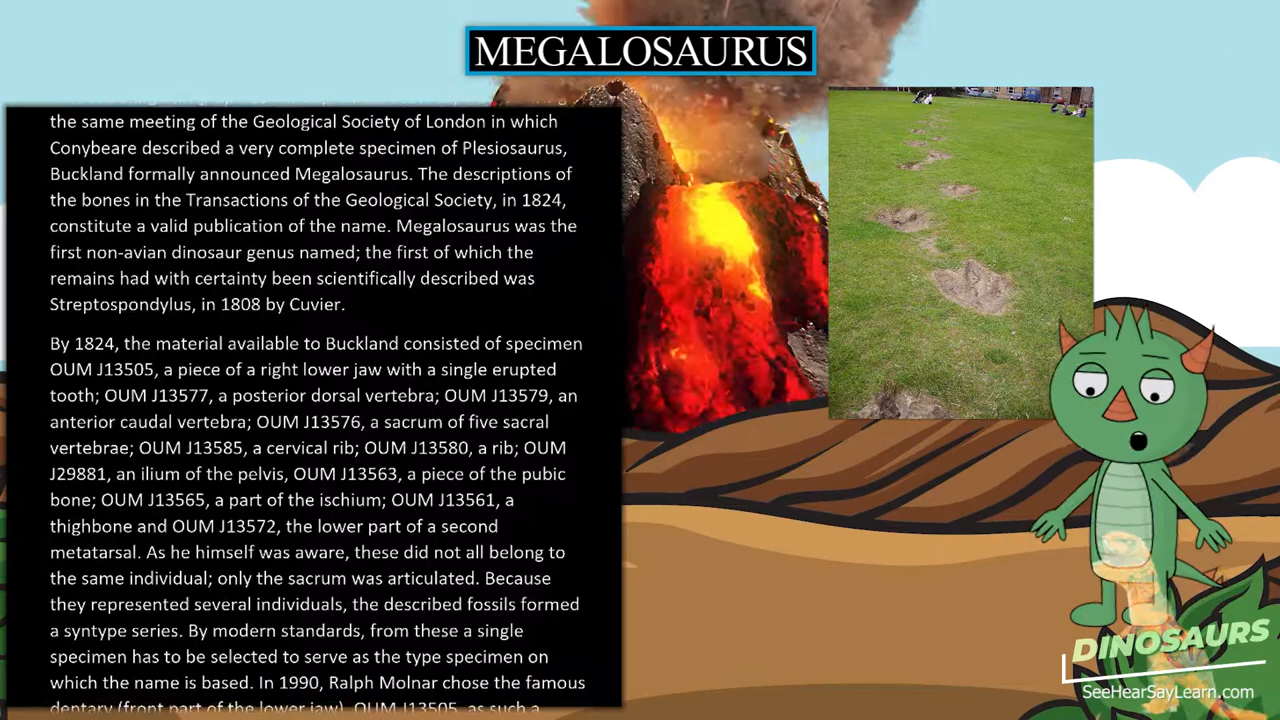 MEGALOSAURUS
the same meeting of the Geological Society of London in which
Conybeare described a very complete specimen of Plesiosaurus,
Buckland formally announced Megalosaurus. The descriptions of
the bones in the Transactions of the Geological Society, in 1824,
constitute a valid publication of the name. Megalosaurus was the
first non-avian dinosaur genus named; the first of which the
remains had with certainty been scientifically described was
Streptospondylus, in 1808 by Cuvier.
By 1824, the material available to Buckland consisted of specimen
OUM J13505, a piece of a right lower jaw with a single erupted
tooth; OUM J13577, a posterior dorsal vertebra; OUM J13579, an
anterior caudal vertebra; OUM J13576, a sacrum of five sacral
vertebrae; OUM J13585, a cervical rib; OUM J13580, a rib; OUM
J29881, an ilium of the pelvis, OUM J13563, a piece of the pubic
bone; OUM J13565, a part of the ischium; OUM J13561, a
thighbone and OUM J13572, the lower part of a second
metatarsal. As he himself was aware, these did not all belong to
the same individual; only the sacrum was articulated. Because
they represented several individuals, the described fossils formed
a syntype series. By modern standards, from these a single
specimen has to be selected to serve as the type specimen on
which the name is based. In 1990, Ralph Molnar chose the famous
dentary (front part of the lower jaw), OUM J13505, as such a
DINOSAURS
SeeHearSayLearn.com